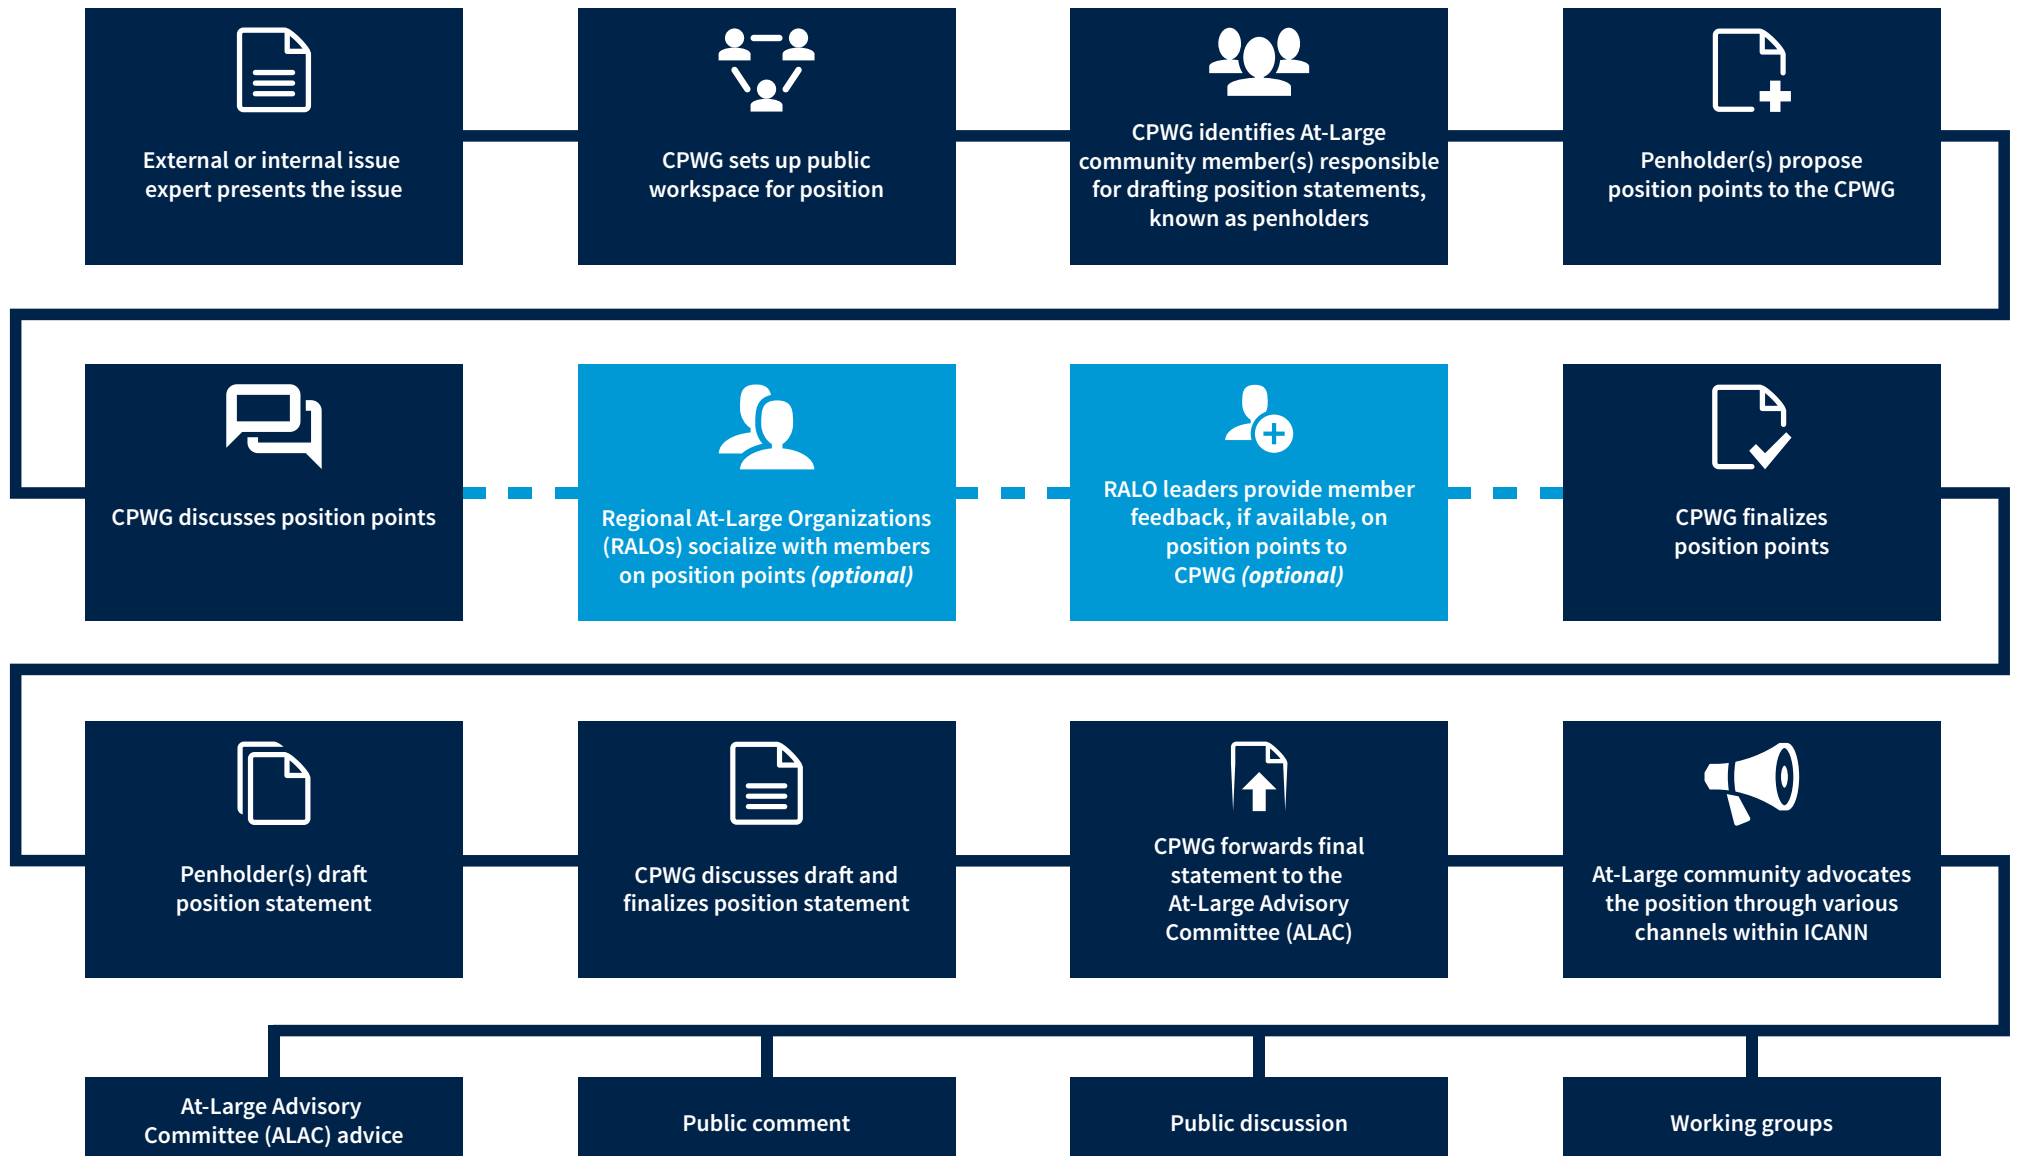 External or internal issue
expert presents the issue
CPWG sets up public
workspace for position
CPWG identifies At-Large
community member(s) responsible
for drafting position statements,
known as penholders
Penholder(s) propose
position points to the CPWG
CPWG discusses position points
Regional At-Large Organizations
(RALOs) socialize with members
on position points (optional)
RALO leaders provide member
feedback, if available, on
position points to
CPWG (optional)
CPWG finalizes
position points
Penholder(s) draft
position statement
CPWG discusses draft and
finalizes position statement
CPWG forwards final
statement to the
At-Large Advisory
Committee (ALAC)
At-Large community advocates
the position through various
channels within ICANN
At-Large Advisory
Committee (ALAC) advice
Public comment
Public discussion
Working groups